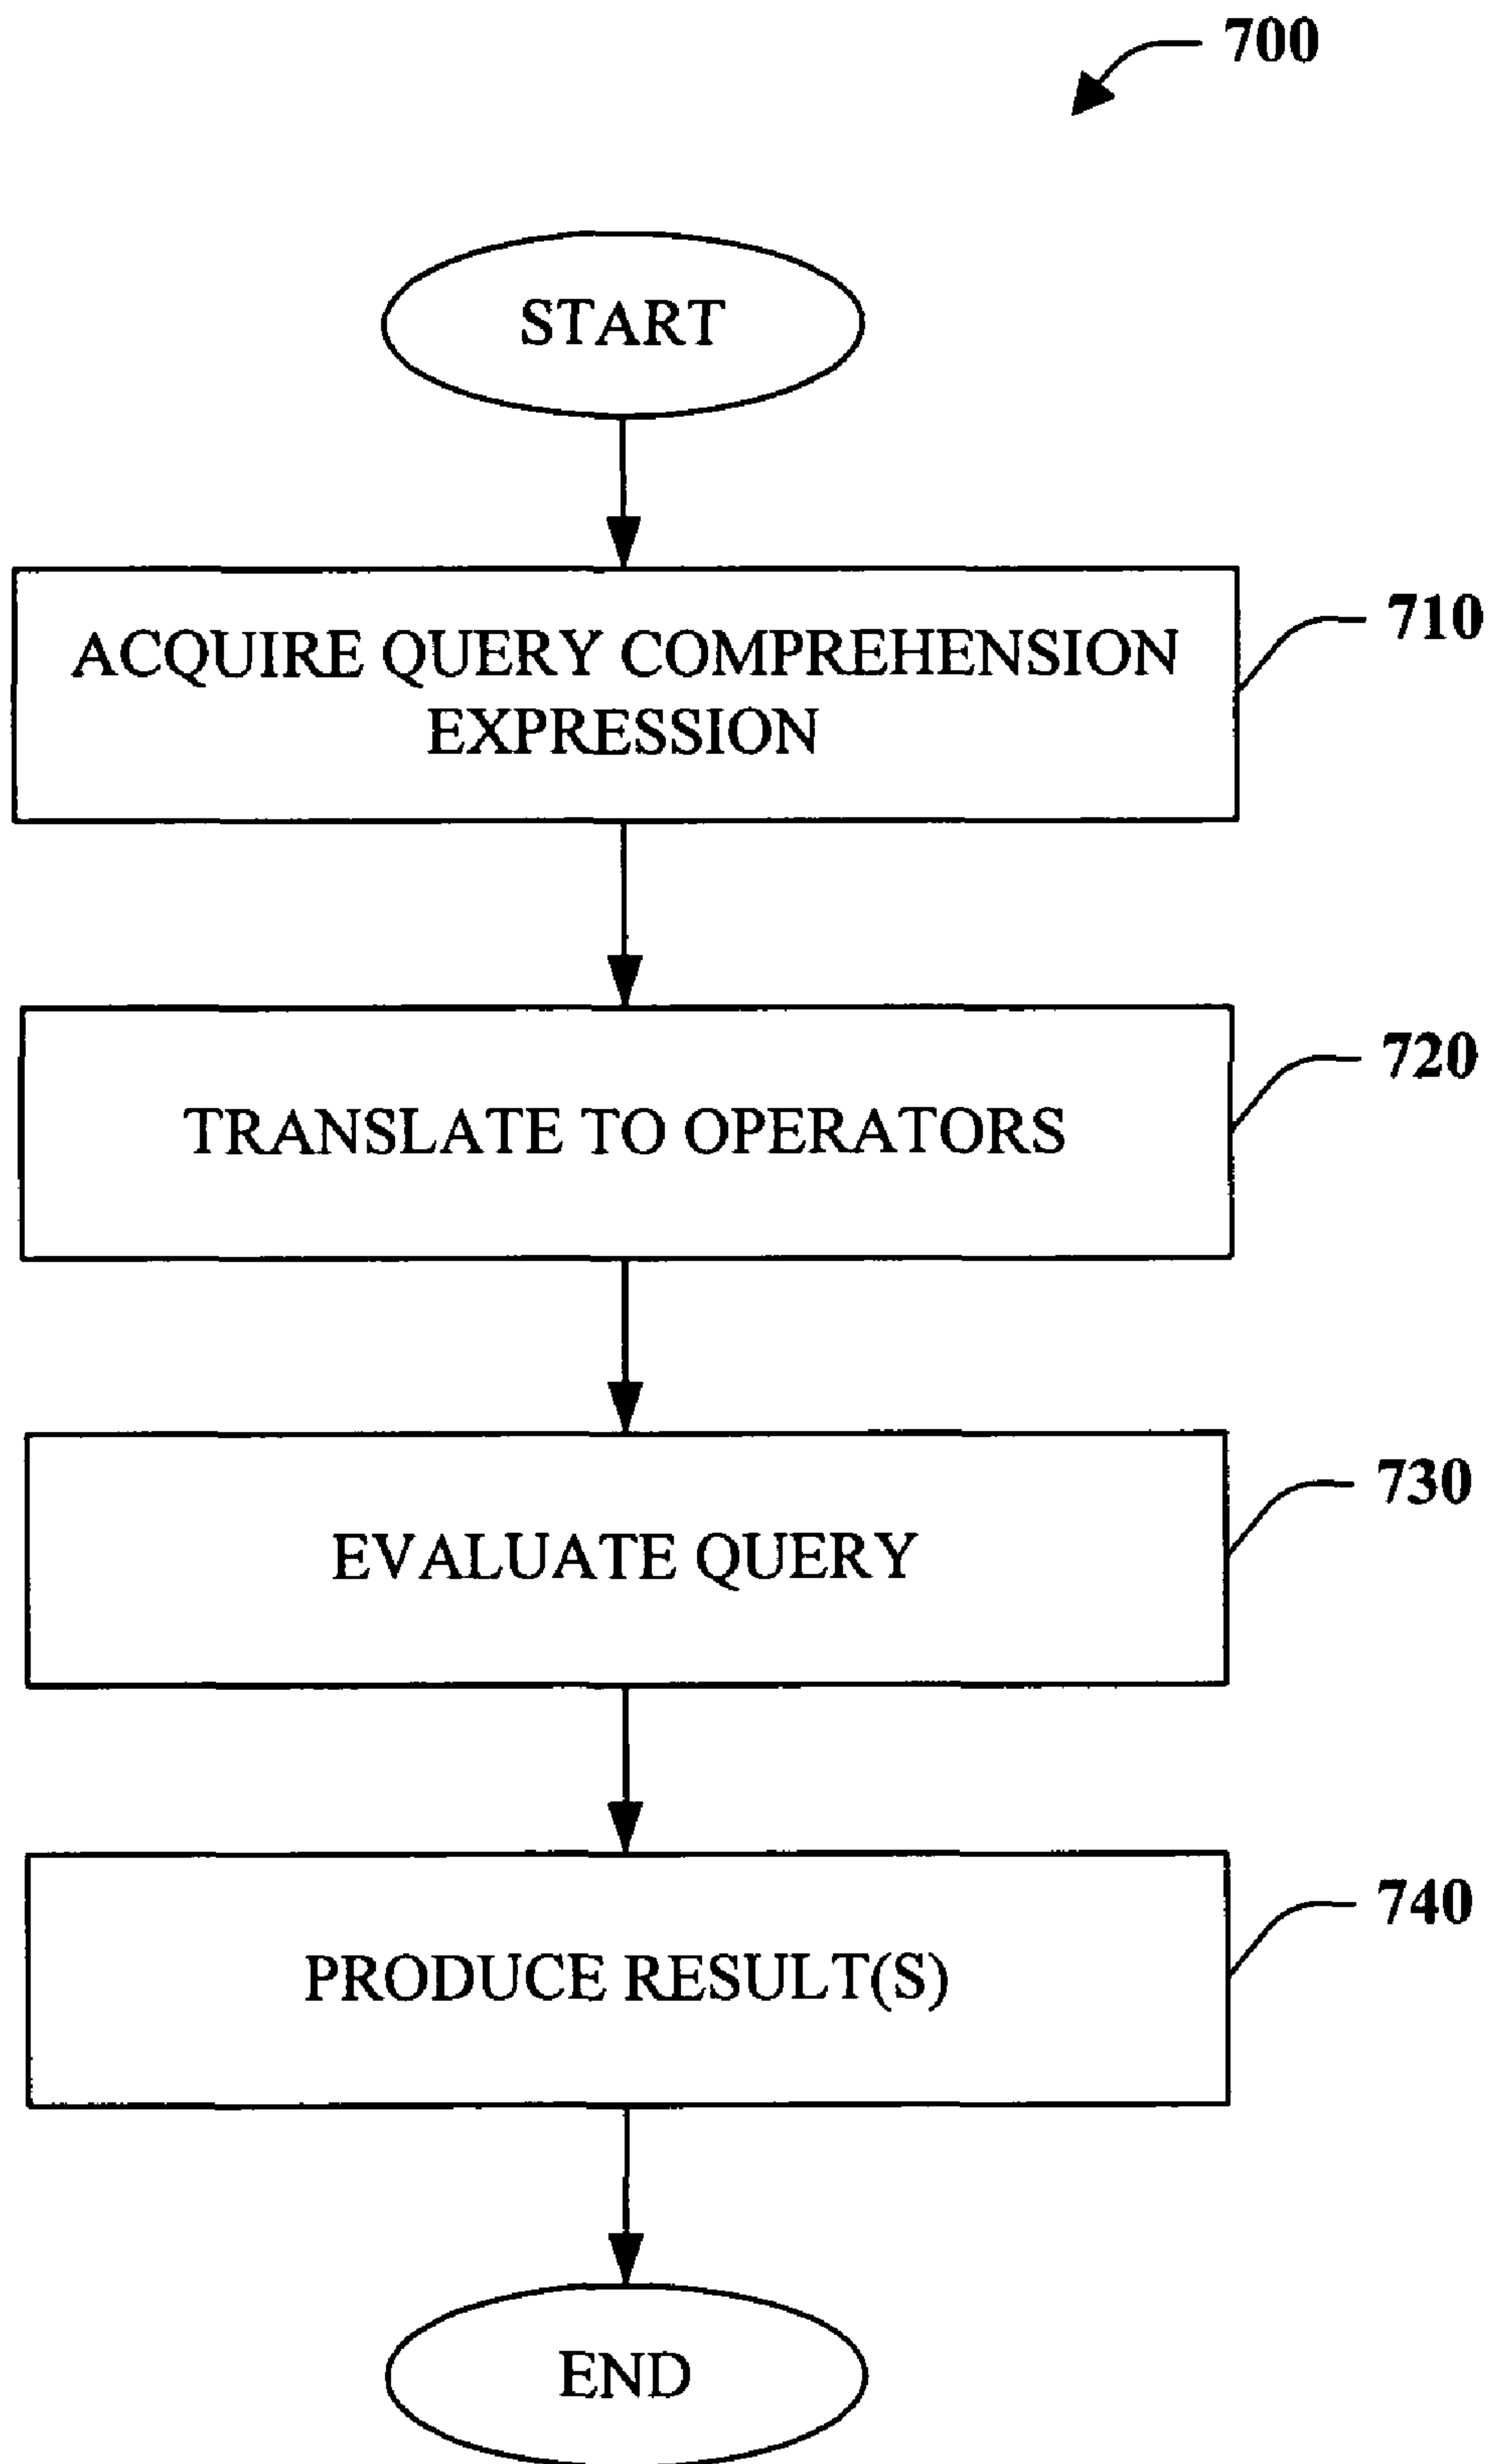 700
START
ACQUIRE QUERY COMPREHENSION
EXPRESSION
710
TRANSLATE TO OPERATORS
720
EVALUATE QUERY
730
PRODUCE RESULT(S)
740
END